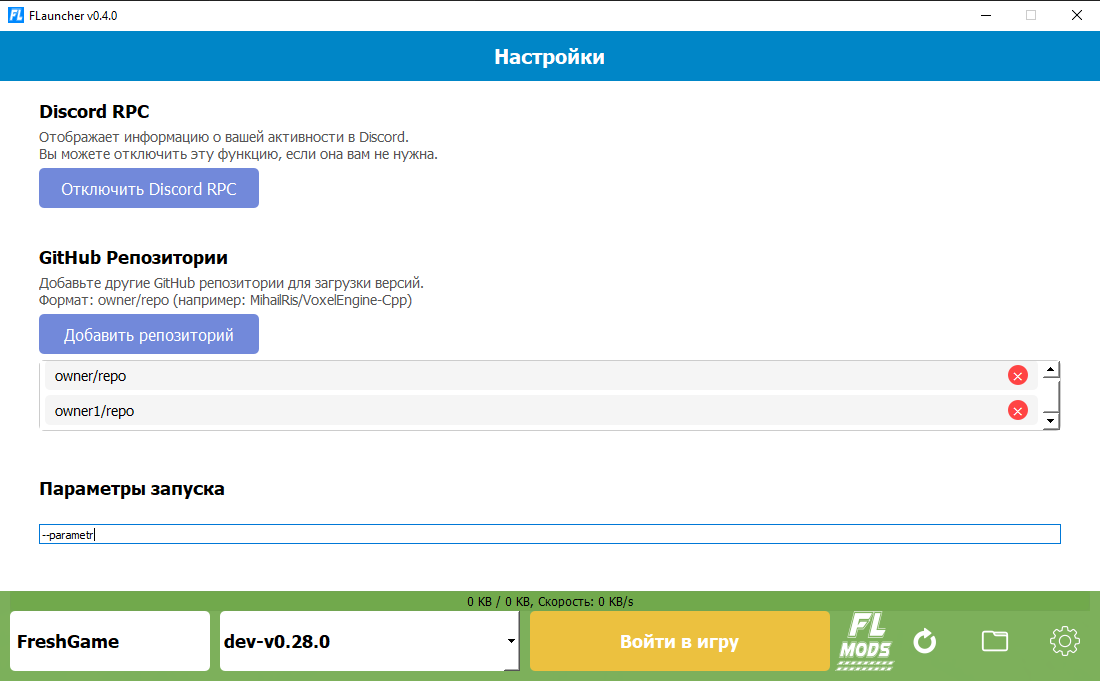 FL FLauncher v0.4.0
Настройки
Discord RPC
Отображает информацию о вашей активности в Discord.
Вы можете отключить эту функцию, если она вам не нужна.
Отключить Discord RPC
GitHub Репозитории
Добавьте другие GitHub репозитории для загрузки версий.
Формат: owner/repo (например: MihailRis/VoxelEngine-Cpp)
Добавить репозиторий
owner/repo
owner1/repo
Параметры запуска
--parametr
0 KB / 0 KB, Скорость: 0 KB/s
FreshGame
dev-v0.28.0
Войти в игру
FL
MODS